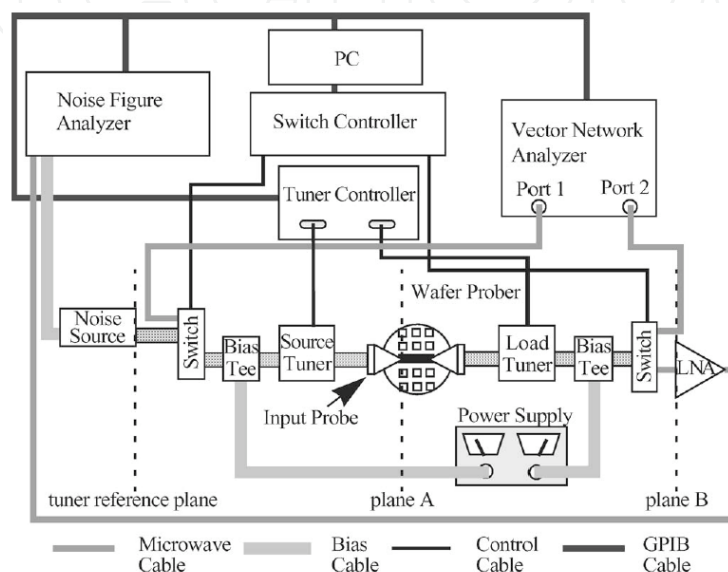 PC
Noise Figure
Analyzer
Switch Controller
Vector Network
Analyzer
Port 1
Port 2
Tuner Controller
Wafer Prober
Noise
Source
Switch
Bias
Tee
Source
Tuner
Load
Tuner
Bias
Tee
Switch
LNA
Input Probe
Power Supply
tuner reference plane
plane A
plane B
Microwave
Cable
Bias
Cable
Control
Cable
GPIB
Cable